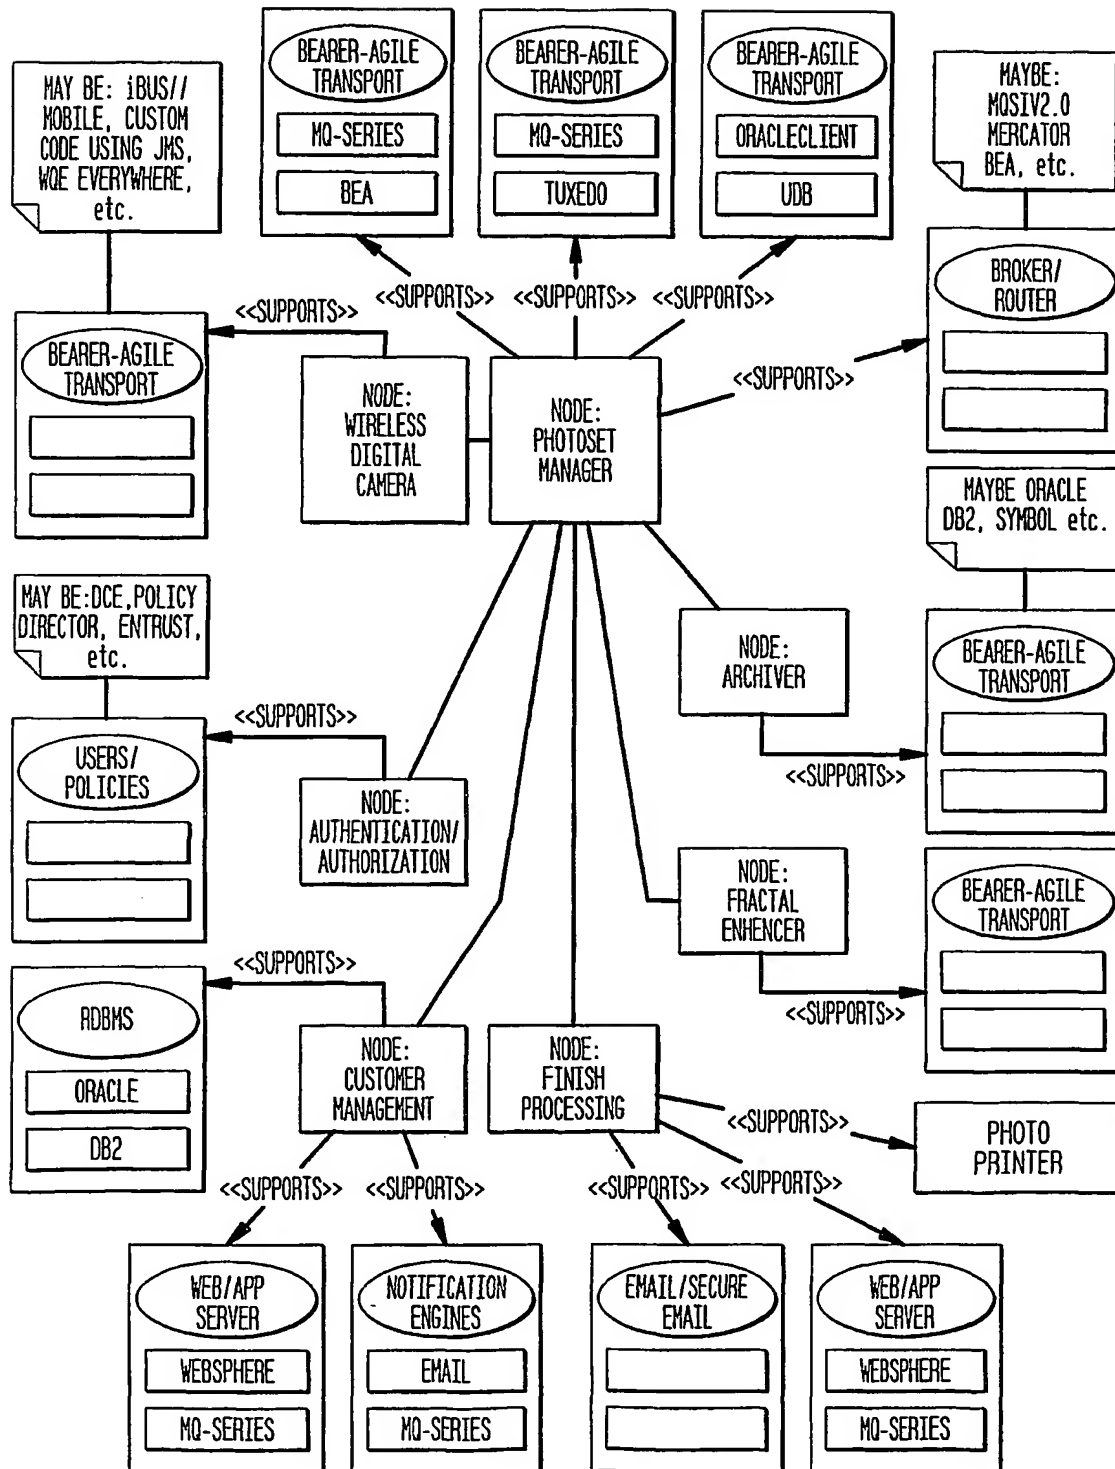 BEARER-AGILE
TRANSPORT
MQ-SERIES
BEA
BEARER-AGILE
TRANSPORT
MQ-SERIES
TUXEDO
BEARER-AGILE
TRANSPORT
ORACLECLIENT
UDB
MAY BE: iBUS//
MOBILE, CUSTOM
CODE USING JMS,
WQE EVERYWHERE,
etc.
MAYBE:
MQSIV2.0
MERCATOR
BEA, etc.
<<SUPPORTS>>
<<SUPPORTS>>
<<SUPPORTS>>
<<SUPPORTS>>
<<SUPPORTS>>
BROKER/
ROUTER
BEARER-AGILE
TRANSPORT
NODE:
WIRELESS
DIGITAL
CAMERA
NODE:
PHOTOSET
MANAGER
MAYBE ORACLE
DB2, SYMBOL etc.
MAY BE:DCE,POLICY
DIRECTOR, ENTRUST,
etc.
NODE:
ARCHIVER
BEARER-AGILE
TRANSPORT
<<SUPPORTS>>
<<SUPPORTS>>
USERS/
POLICIES
NODE:
AUTHENTICATION/
AUTHORIZATION
NODE:
FRACTAL
ENHENCER
BEARER-AGILE
TRANSPORT
<<SUPPORTS>>
<<SUPPORTS>>
RDBMS
ORACLE
DB2
NODE:
CUSTOMER
MANAGEMENT
NODE:
FINISH
PROCESSING
<<SUPPORTS>>
PHOTO
PRINTER
<<SUPPORTS>>
<<SUPPORTS>>
<<SUPPORTS>>
<<SUPPORTS>>
WEB/APP
SERVER
WEBSPHERE
MQ-SERIES
NOTIFICATION
ENGINES
EMAIL
MQ-SERIES
EMAIL/SECURE
EMAIL
WEB/APP
SERVER
WEBSPHERE
MQ-SERIES